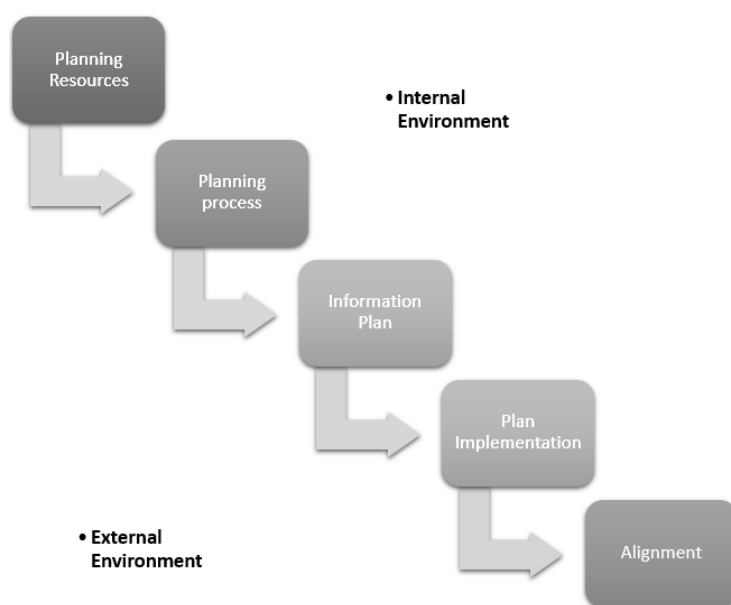 Planning
Resources
• Internal
Environment
Planning
process
Information
Plan
Plan
Implementation
• External
Environment
Alignment